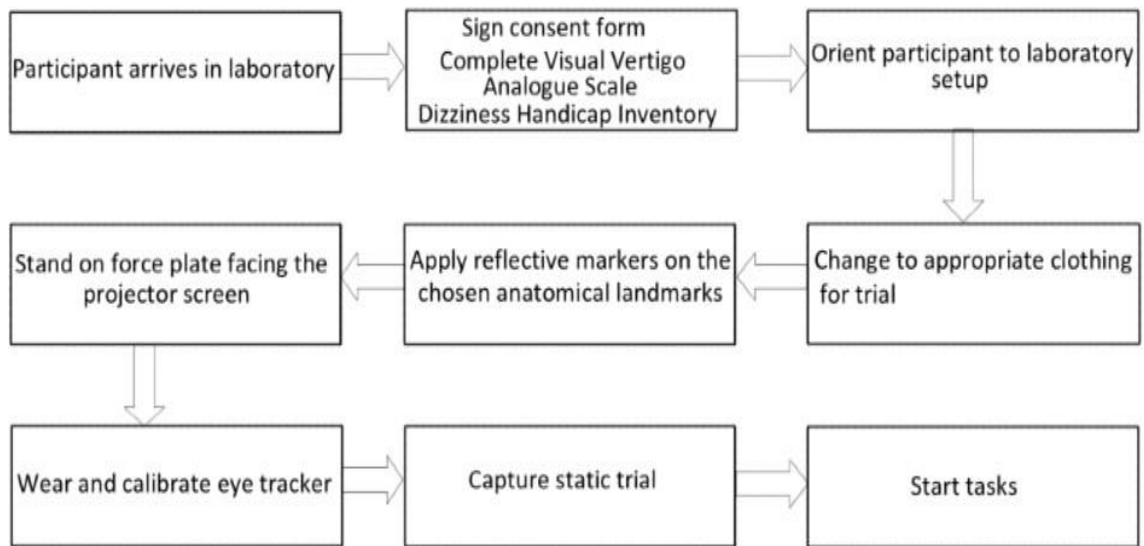 Participant arrives in laboratory
Sign consent form
Complete Visual Vertigo
Analogue Scale
Dizziness Handicap Inventory
Orient participant to laboratory
setup
Change to appropriate clothing
for trial
Apply reflective markers on the
chosen anatomical landmarks
Stand on force plate facing the
projector screen
Wear and calibrate eye tracker
Capture static trial
Start tasks